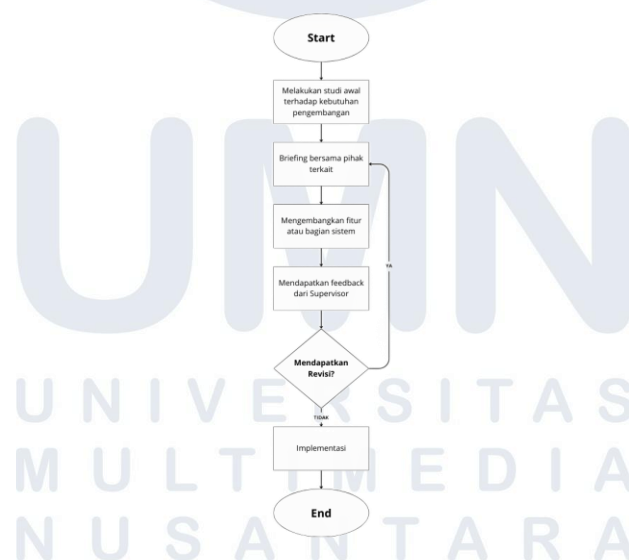 Start
Melakukan studi awal
terhadap kebutuhan
pengembangan
Briefing bersama pihak
terkait
Mengembangkan fitur
atau bagian sistem
YA
Mendapatkan feedback
dari Supervisor
Mendapatkan
Revisi?
TIDAK
Implementasi
End
UMN
UNIVERSITAS
MULTIMEDIA
NUSANTARA